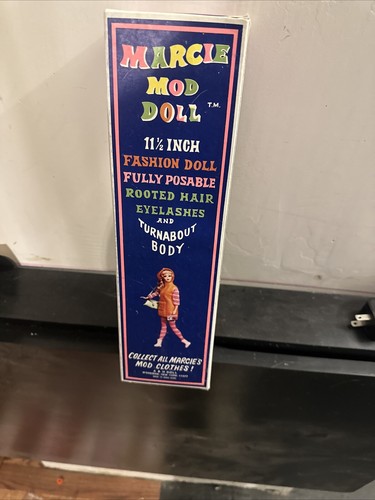 MARCIE
MOD
DOLL T.M.
11½ INCH
FASHION DOLL
FULLY POSABLE
ROOTED HAIR
EYELASHES
AND
TURNABOUT
BODY
COLLECT ALL MARCIE'S
MOD CLOTHES!